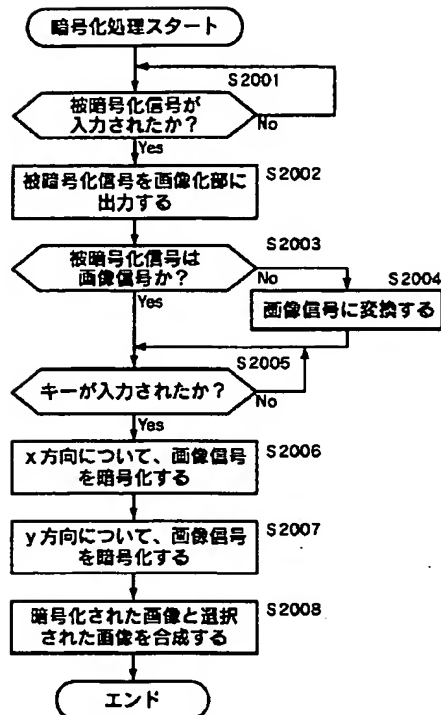 暗号化処理スタート
S2001
被暗号化信号が
入力されたか?
No
Yes
被暗号化信号を画像化部に
出力する
S2002
被暗号化信号は
画像信号か?
S2003
No
Yes
S2004
画像信号に変換する
S2005
キーが入力されたか?
No
Yes
x方向について、画像信号
を暗号化する
S2006
y方向について、画像信号
を暗号化する
S2007
暗号化された画像と選択
された画像を合成する
S2008
エンド